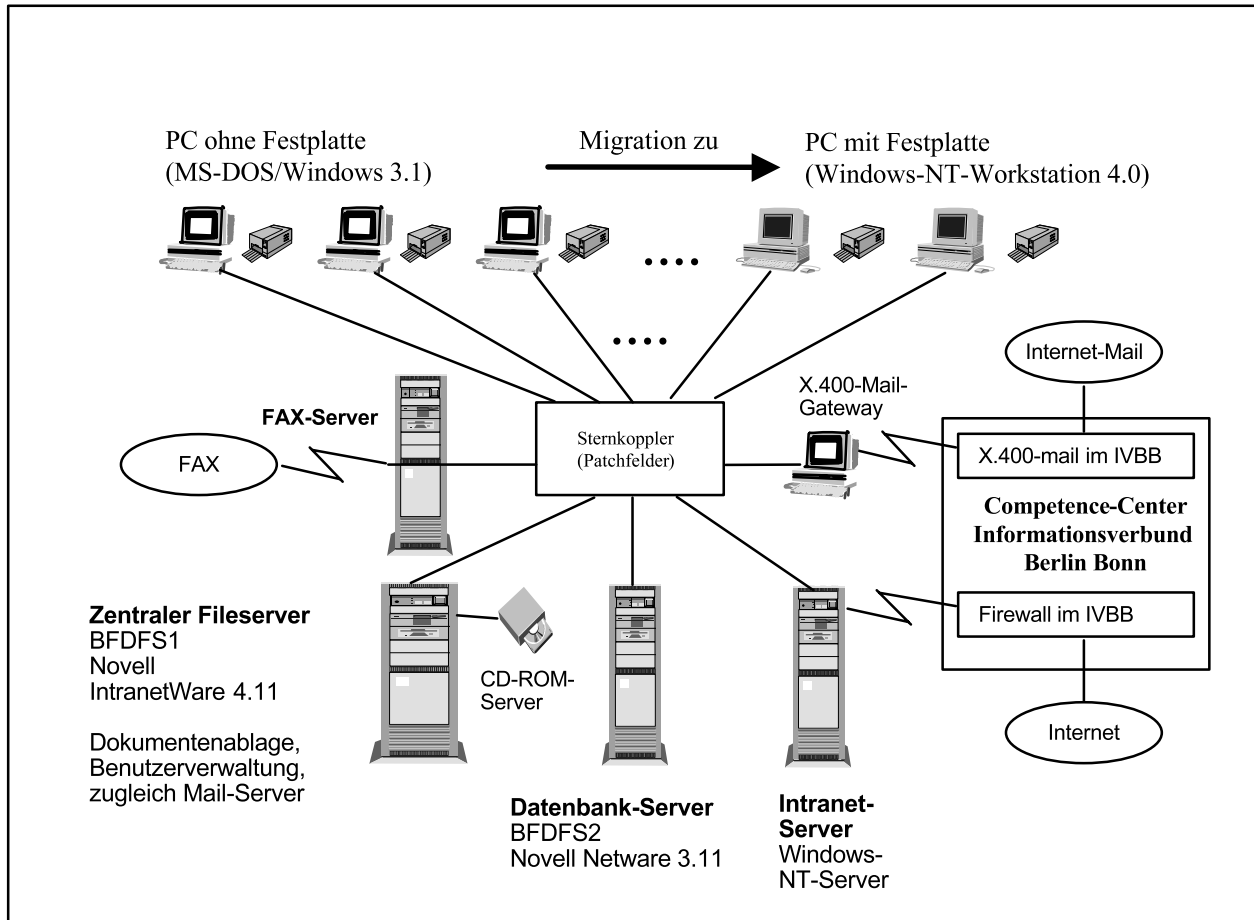 PC ohne Festplatte
(MS-DOS/Windows 3.1)
Migration zu
PC mit Festplatte
(Windows-NT-Workstation 4.0)
Internet-Mail
X.400-Mail-
Gateway
FAX-Server
FAX
Sternkoppler
(Patchfelder)
X.400-mail im IVBB
Competence-Center
Informationsverbund
Berlin Bonn
Firewall im IVBB
Internet
Zentraler Fileserver
BFDFS1
Novell
IntranetWare 4.11
Dokumentenablage,
Benutzerverwaltung,
zugleich Mail-Server
CD-ROM-
Server
Datenbank-Server
BFDFS2
Novell Netware 3.11
Intranet-
Server
Windows-
NT-Server